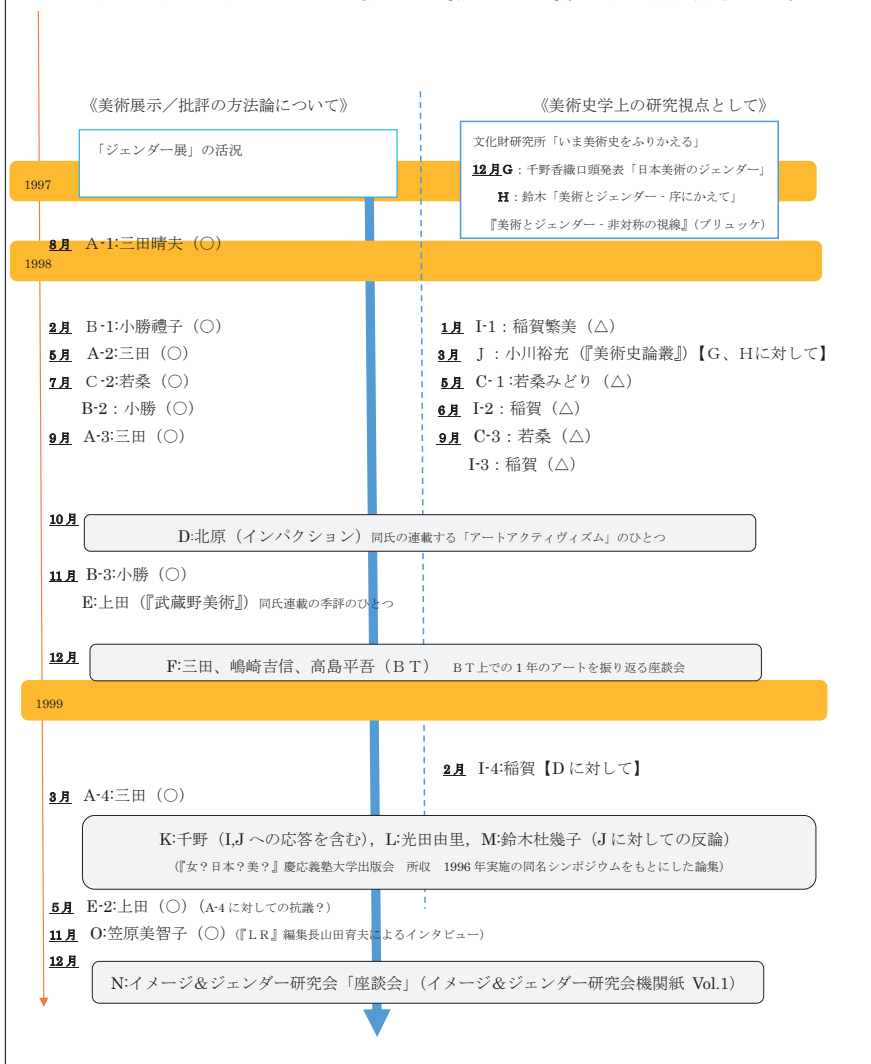 《美術展示／批評の方法論について》
《美術史学上の研究視点として》
「ジェンダー展」の活況
文化財研究所「いま美術史をふりかえる」
12月G：千野香織口頭発表「日本美術のジェンダー」
H：鈴木「美術とジェンダー - 序にかえて」
『美術とジェンダー - 非対称の視線』（ブリュッケ）
1997
8月 A-1:三田晴夫（○）
1998
2月 B-1:小勝禮子（○）
5月 A-2:三田（○）
7月 C-2:若桑（○）
B-2：小勝（○）
9月 A-3:三田（○）
1月 I-1：稲賀繁美（△）
3月 J ：小川裕充（『美術史論叢』）【G、Hに対して】
5月 C-1:若桑みどり（△）
6月 I-2：稲賀（△）
9月 C-3：若桑（△）
I-3：稲賀（△）
10月
D:北原（インパクション）同氏の連載する「アートアクティヴィズム」のひとつ
11月 B-3:小勝（○）
E:上田（『武蔵野美術』）同氏連載の季評のひとつ
12月
F:三田、嶋崎吉信、高島平吾（ＢＴ） ＢＴ上での1年のアートを振り返る座談会
1999
2月 I-4:稲賀【Dに対して】
3月 A-4:三田（○）
K:千野（I,Jへの応答を含む），L:光田由里，M:鈴木杜幾子（Jに対しての反論）
（『女？日本？美？』慶応義塾大学出版会 所収 1996年実施の同名シンポジウムをもとにした論集）
5月 E-2:上田（○）（A-4に対しての抗議？）
11月 O:笠原美智子（○）（『ＬＲ』編集長山田育夫によるインタビュー）
12月
N:イメージ＆ジェンダー研究会「座談会」（イメージ＆ジェンダー研究会機関紙 Vol.1）